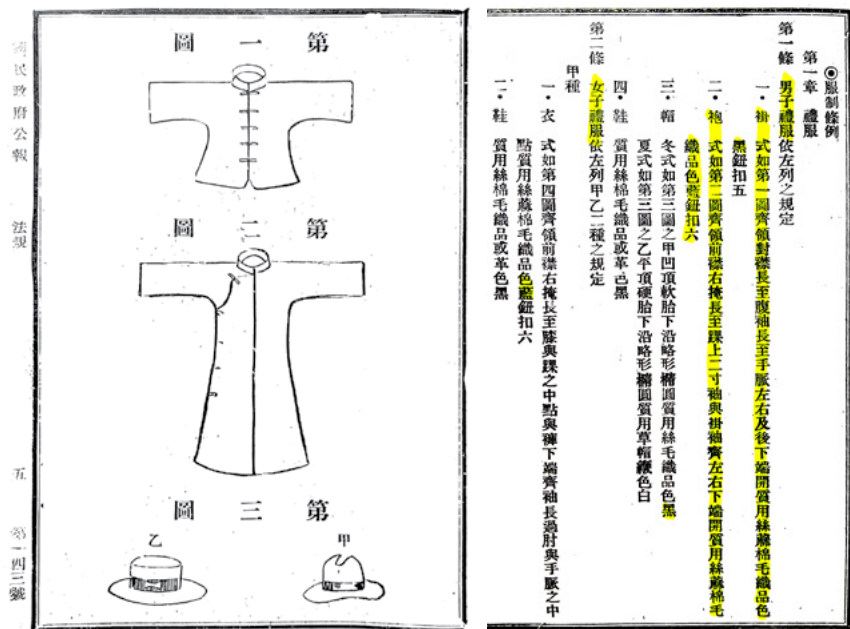 ◉服制條例
第一章　禮服
第一條　男子禮服依左列之規定
一・褂　式如第一圖齊領對襟長至腹袖長至手脈左右及後下端開質用絲蔴棉毛織品色
黑鈕扣五
二・袍　式如第二圖齊領前襟右掩長至踝上二寸袖與褂袖齊左右下端開質用絲蔴棉毛
織品色藍鈕扣六
三・帽　冬式如第三圖之甲凹頂軟胎下沿略形橢圓質用絲毛織品色黑
夏式如第三圖之乙平頂硬胎下沿略形橢圓質用草帽緶色白
四・鞋　質用絲棉毛織品或革色黑
第二條　女子禮服依左列甲乙二種之規定
甲種
一・衣　式如第四圖齊領前襟右掩長至膝與踝之中點與褲下端齊袖長過肘與手脈之中
點質用絲蔴棉毛織品色藍鈕扣六
二・鞋　質用絲棉毛織品或革色黑
第一圖
第二圖
第三圖
甲
乙
國民政府公報　法規　五　第一四三號